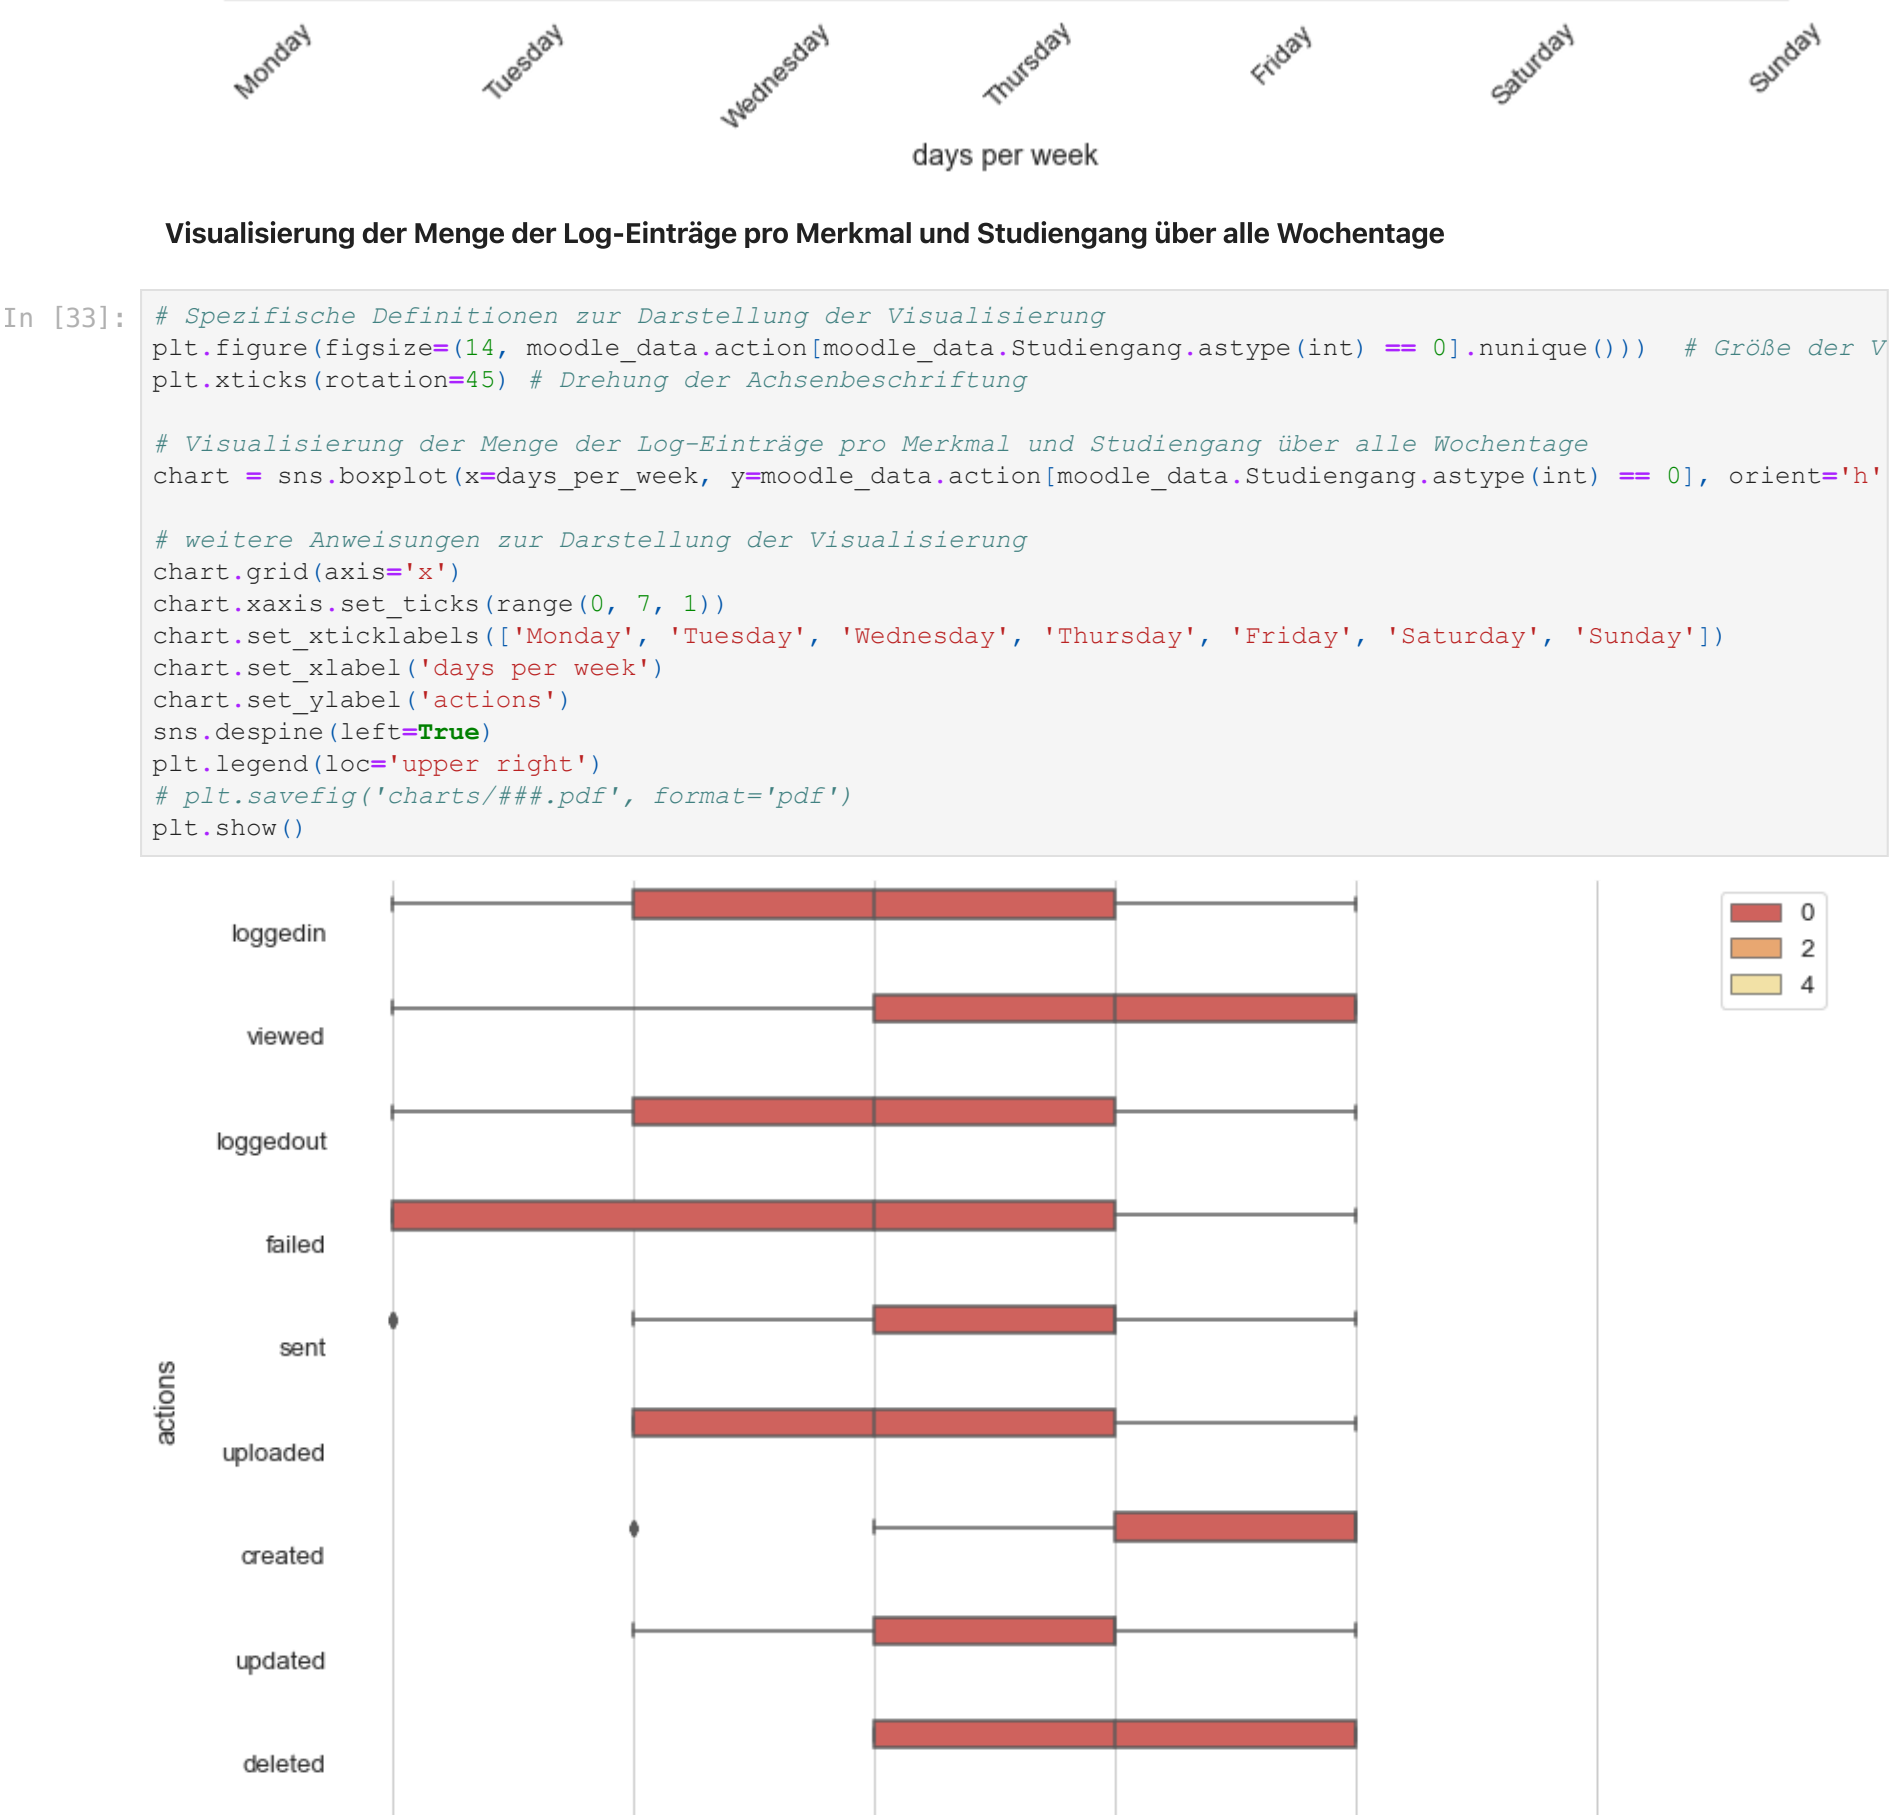 Monday Tuesday Wednesday Thursday Friday Saturday Sunday
days per week
Visualisierung der Menge der Log-Einträge pro Merkmal und Studiengang über alle Wochentage
In [33]:
# Spezifische Definitionen zur Darstellung der Visualisierung
plt.figure(figsize=(14, moodle_data.action[moodle_data.Studiengang.astype(int) == 0].nunique()))  # Größe der V
plt.xticks(rotation=45) # Drehung der Achsenbeschriftung
# Visualisierung der Menge der Log-Einträge pro Merkmal und Studiengang über alle Wochentage
chart = sns.boxplot(x=days_per_week, y=moodle_data.action[moodle_data.Studiengang.astype(int) == 0], orient='h'
# weitere Anweisungen zur Darstellung der Visualisierung
chart.grid(axis='x')
chart.xaxis.set_ticks(range(0, 7, 1))
chart.set_xticklabels(['Monday', 'Tuesday', 'Wednesday', 'Thursday', 'Friday', 'Saturday', 'Sunday'])
chart.set_xlabel('days per week')
chart.set_ylabel('actions')
sns.despine(left=True)
plt.legend(loc='upper right')
# plt.savefig('charts/###.pdf', format='pdf')
plt.show()
0
2
4
loggedin
viewed
loggedout
failed
sent
uploaded
created
updated
deleted
actions